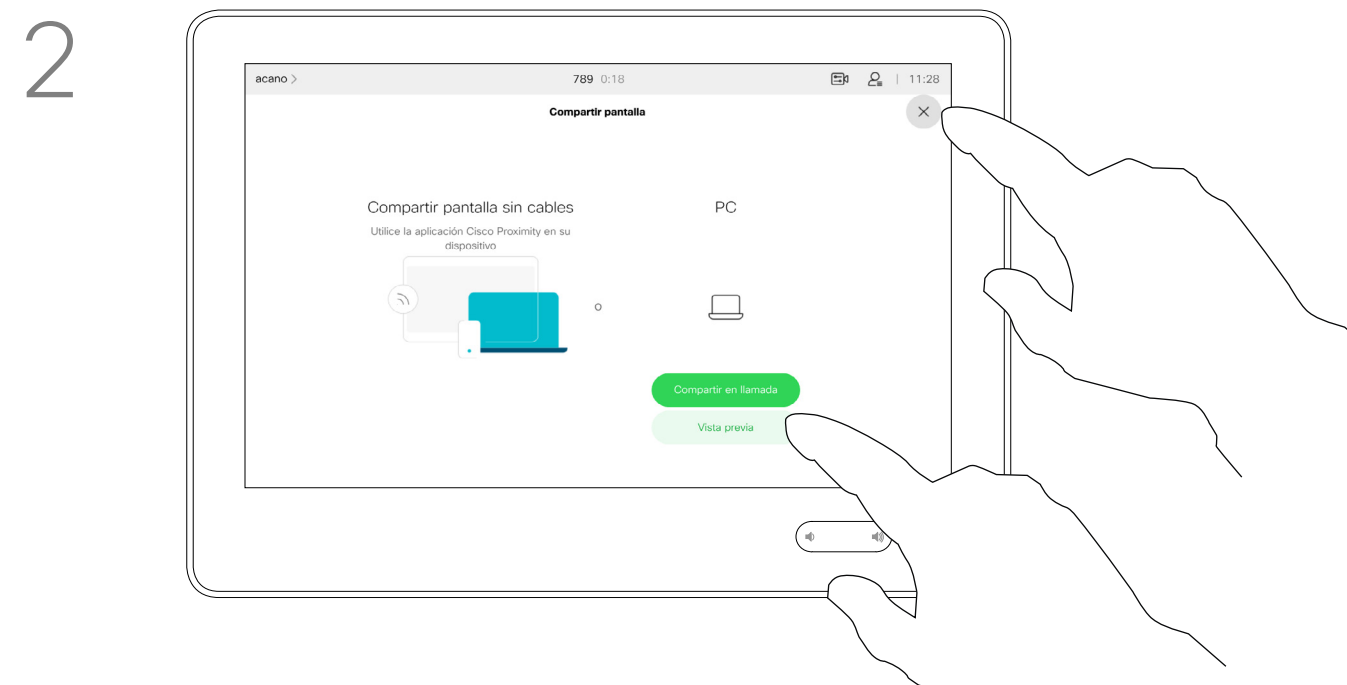 2
acano >
789 0:18
11:28
Compartir pantalla
Compartir pantalla sin cables
Utilice la aplicación Cisco Proximity en su
dispositivo
o
PC
Compartir en llamada
Vista previa